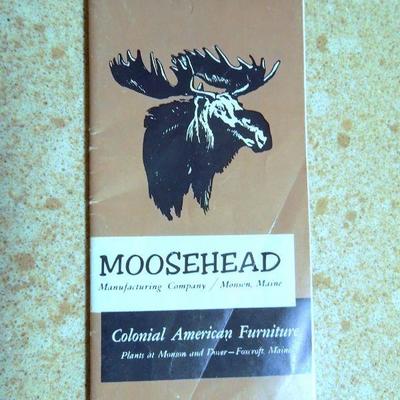 MOOSEHEAD
Manufacturing Company / Monson, Maine
Colonial American Furniture
Plants at Monson and Dover—Foxcroft, Maine